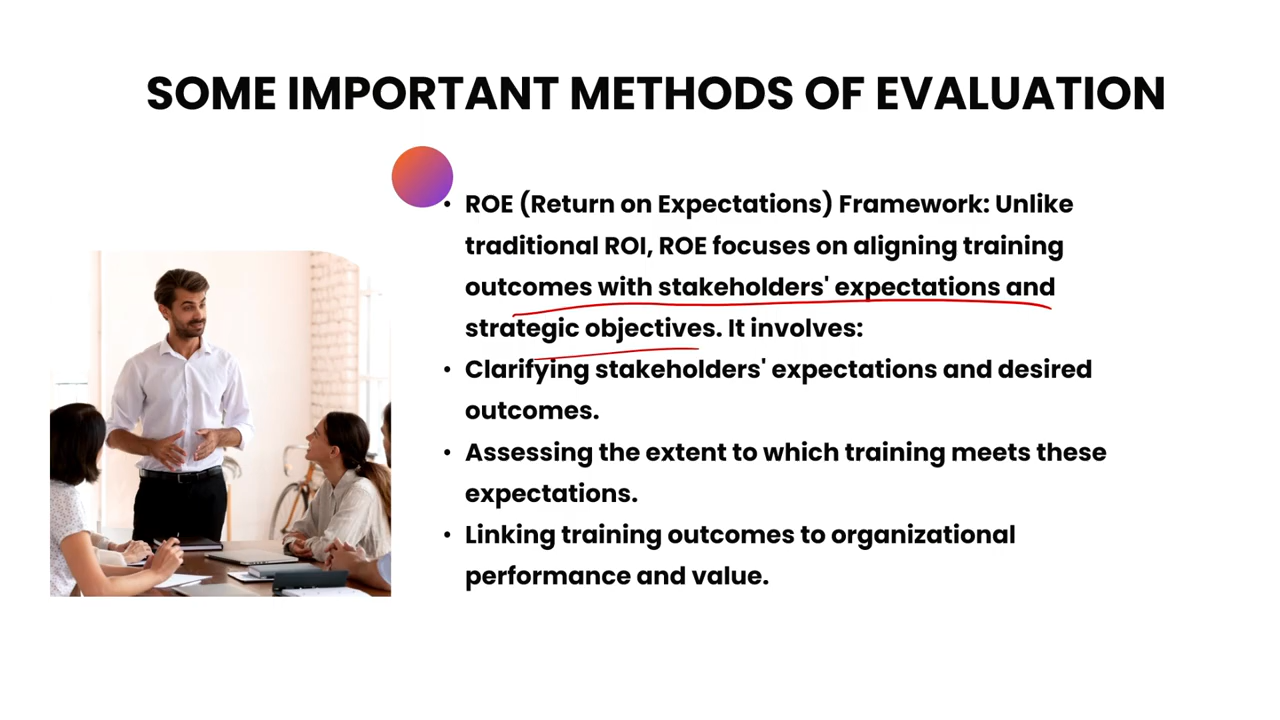 SOME IMPORTANT METHODS OF EVALUATION
• ROE (Return on Expectations) Framework: Unlike
traditional ROI, ROE focuses on aligning training
outcomes with stakeholders' expectations and
strategic objectives. It involves:
• Clarifying stakeholders' expectations and desired
outcomes.
• Assessing the extent to which training meets these
expectations.
• Linking training outcomes to organizational
performance and value.